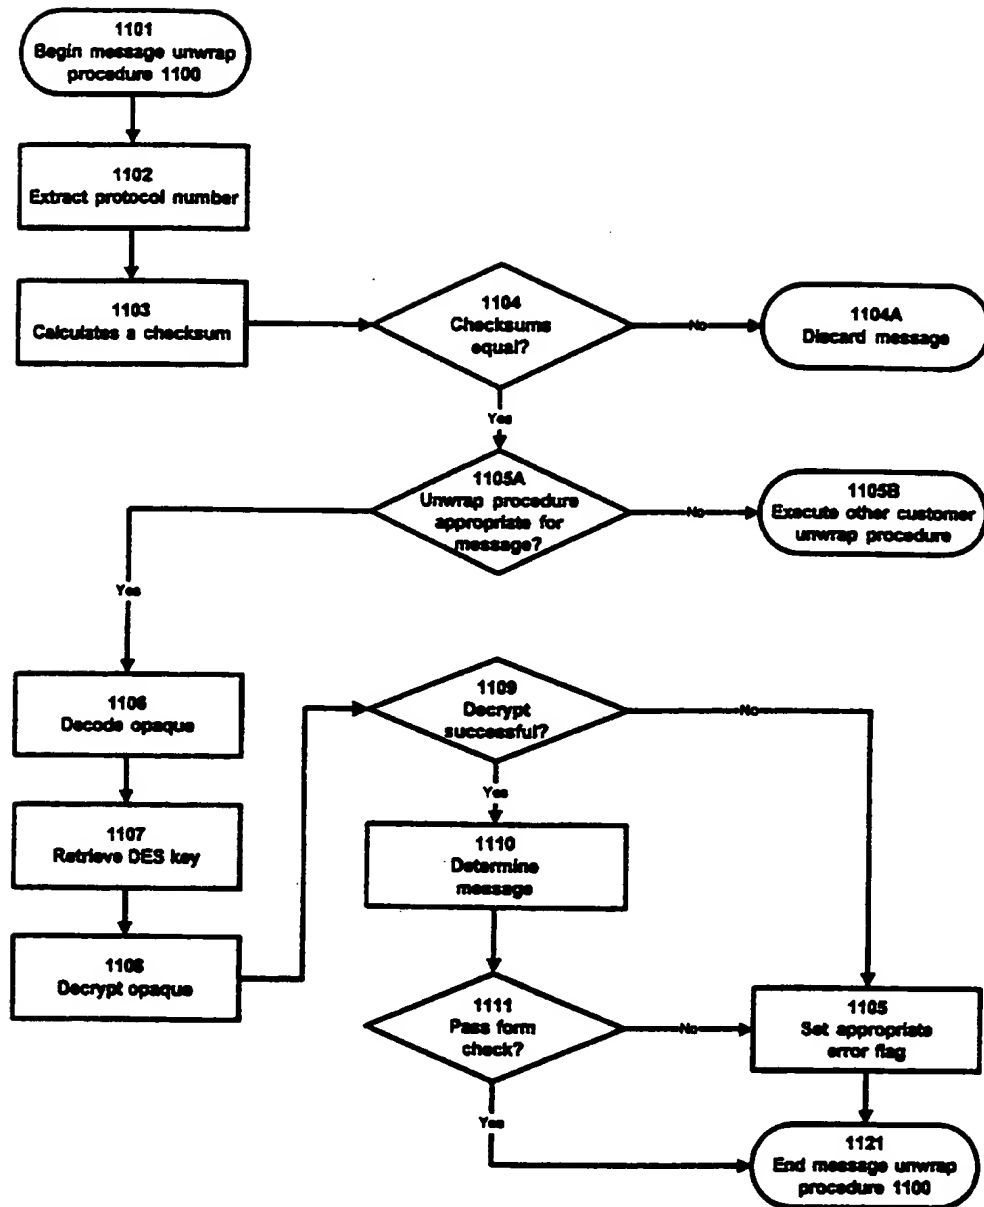 1101
Begin message unwrap
procedure 1100
1102
Extract protocol number
1103
Calculates a checksum
1104
Checksums
equal?
No
1104A
Discard message
Yes
1105A
Unwrap procedure
appropriate for
message?
No
1105B
Execute other customer
unwrap procedure
Yes
1106
Decode opaque
1107
Retrieve DES key
1108
Decrypt opaque
1109
Decrypt
successful?
No
Yes
1110
Determine
message
1111
Pass form
check?
No
1105
Set appropriate
error flag
Yes
1121
End message unwrap
procedure 1100